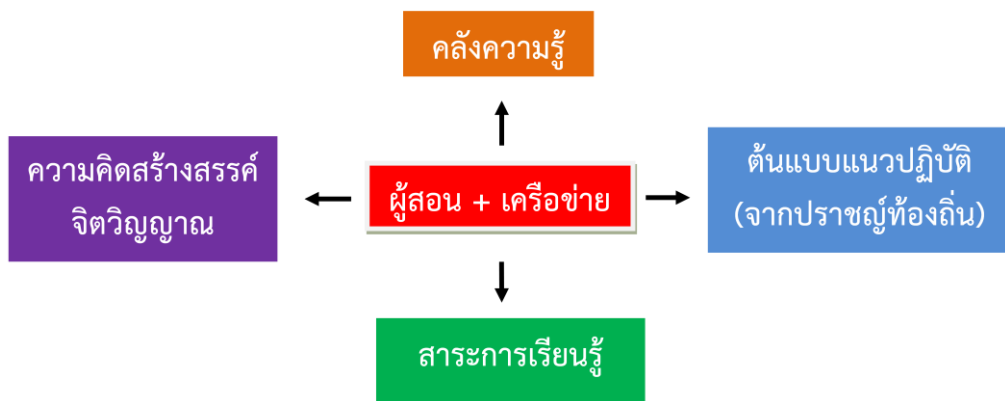 คลังความรู้
ความคิดสร้างสรรค์
จิตวิญญาณ
ผู้สอน + เครือข่าย
ต้นแบบแนวปฏิบัติ
(จากปราชญ์ท้องถิ่น)
สาระการเรียนรู้